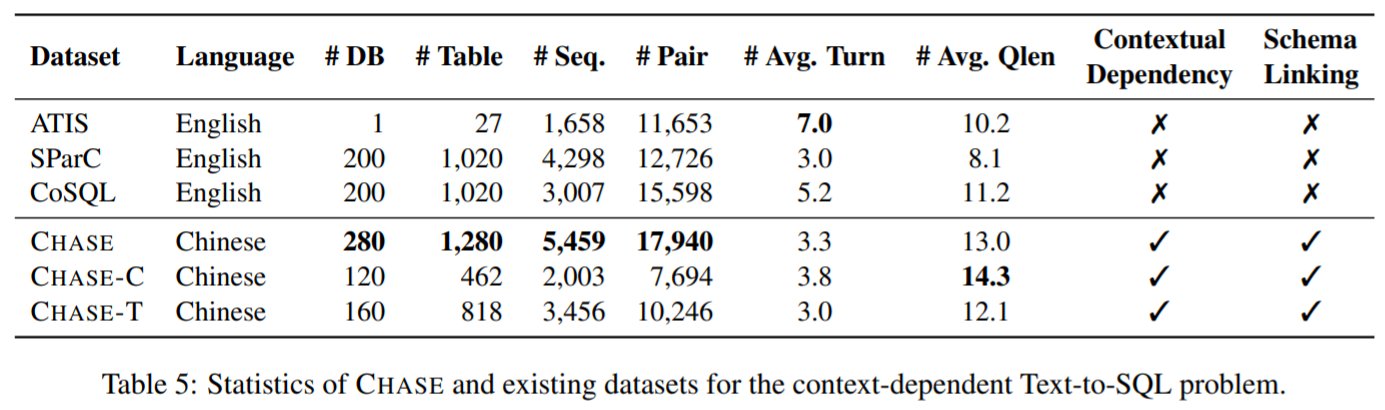 Dataset Language # DB # Table # Seq. # Pair # Avg. Turn # Avg. Qlen Contextual Dependency Schema Linking
ATIS English 1 27 1,658 11,653 7.0 10.2 ✗ ✗
SParC English 200 1,020 4,298 12,726 3.0 8.1 ✗ ✗
CoSQL English 200 1,020 3,007 15,598 5.2 11.2 ✗ ✗
CHASE Chinese 280 1,280 5,459 17,940 3.3 13.0 ✓ ✓
CHASE-C Chinese 120 462 2,003 7,694 3.8 14.3 ✓ ✓
CHASE-T Chinese 160 818 3,456 10,246 3.0 12.1 ✓ ✓
Table 5: Statistics of CHASE and existing datasets for the context-dependent Text-to-SQL problem.